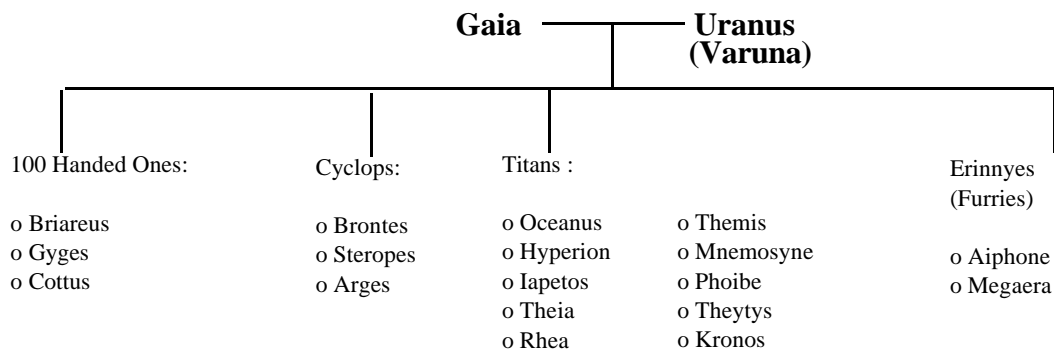 Gaia
Uranus
(Varuna)
100 Handed Ones:
o Briareus
o Gyges
o Cottus
Cyclops:
o Brontes
o Steropes
o Arges
Titans :
o Oceanus
o Hyperion
o Iapetos
o Theia
o Rhea
o Themis
o Mnemosyne
o Phoibe
o Theytys
o Kronos
Erinnyes
(Furries)
o Aiphone
o Megaera